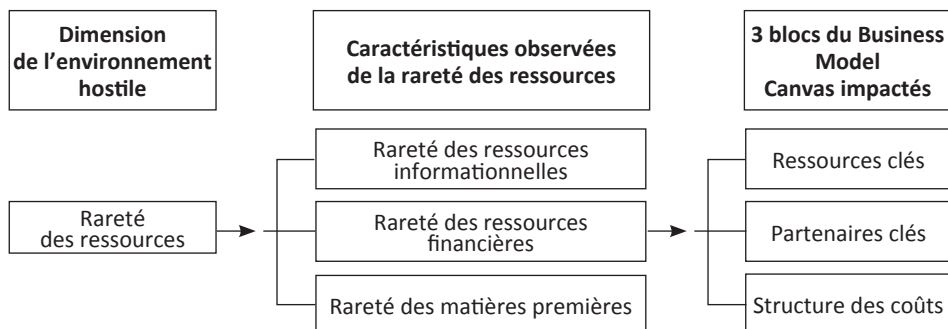 Dimension
de l'environnement
hostile
Caractéristiques observées
de la rareté des ressources
3 blocs du Business
Model
Canvas impactés
Rareté
des ressources
Rareté des ressources
informationnelles
Rareté des ressources
financières
Rareté des matières premières
Ressources clés
Partenaires clés
Structure des coûts